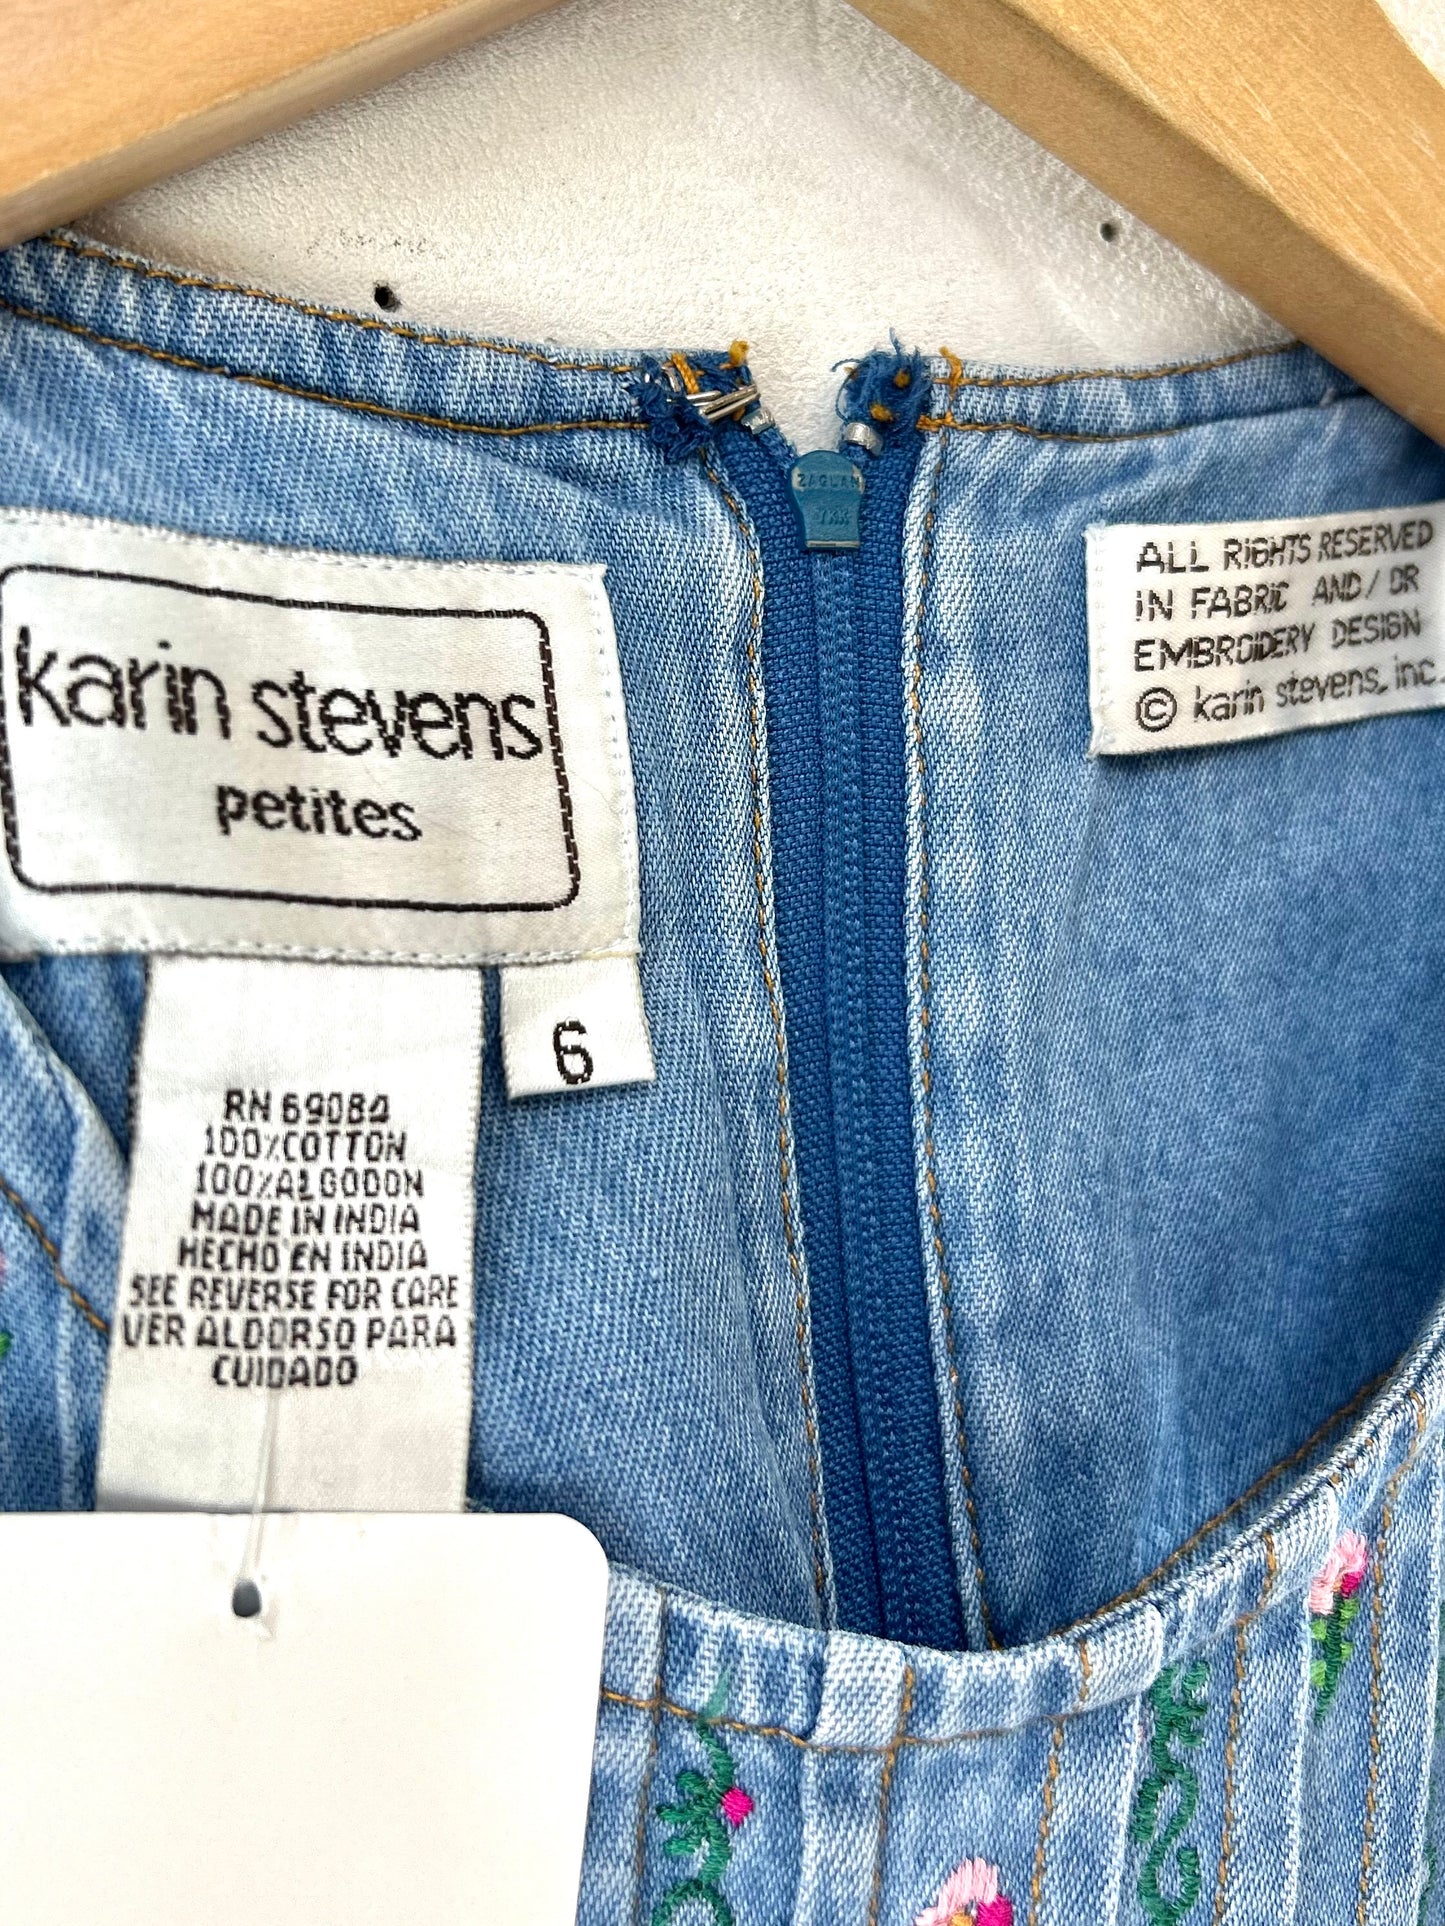 karin stevens
petites
6
RN 69084
100%COTTON
100%ALGODON
MADE IN INDIA
HECHO EN INDIA
SEE REVERSE FOR CARE
VER ALDORSO PARA
CUIDADO
ALL RIGHTS RESERVED
IN FABRIC AND/OR
EMBROIDERY DESIGN
© karin stevens, inc.